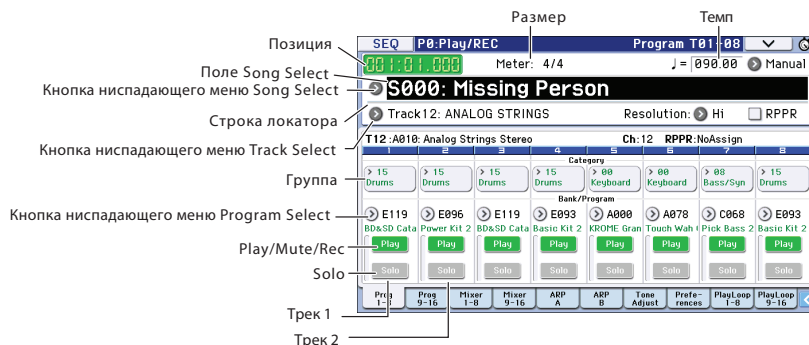 Размер
Темп
Позиция
Поле Song Select
Кнопка ниспадающего меню Song Select
Строка локатора
Кнопка ниспадающего меню Track Select
Группа
Кнопка ниспадающего меню Program Select
Play/Mute/Rec
Solo
Трек 1
Трек 2
SEQ P0:Play/REC Program T01-08
001:01.000 Meter: 4/4 ♩= 090.00 Manual
S000: Missing Person
Track12: ANALOG STRINGS Resolution: Hi RPPR
T12:A010: Analog Strings Stereo Ch:12 RPPR:NoAssign
1 2 3 4 5 6 7 8
Category
15 15 15 15 00 00 08 15
Drums Drums Drums Drums Keyboard Keyboard Bass/Syn Drums
Bank/Program
E119 E096 E119 E093 A000 A078 C068 E093
BD&SD Cata Power Kit 2 BD&SD Cata Basic Kit 2 KROME Gran Touch Wah Pick Bass 2 Basic Kit 2
Play Play Play Play Play Play Play Play
Solo Solo Solo Solo Solo Solo Solo Solo
Prog 1-8 Prog 9-16 Mixer 1-8 Mixer 9-16 ARP A ARP B Tone Adjust Prefe-rences PlayLoop 1-8 PlayLoop 9-16